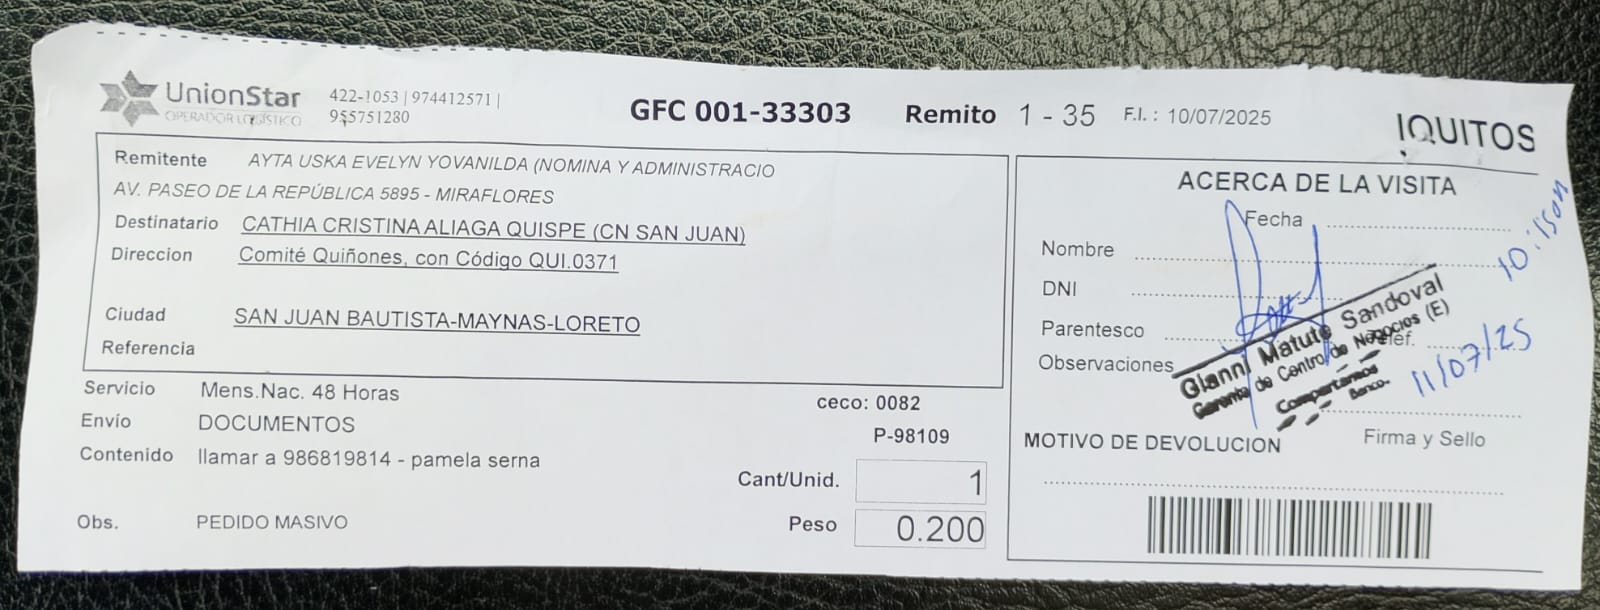 UnionStar
OPERADOR LOGÍSTICO
422-1053 | 974412571 |
955751280
GFC 001-33303
Remito 1 - 35
F.I. : 10/07/2025
IQUITOS
Remitente AYTA USKA EVELYN YOVANILDA (NOMINA Y ADMINISTRACIO
AV. PASEO DE LA REPÚBLICA 5895 - MIRAFLORES
Destinatario CATHIA CRISTINA ALIAGA QUISPE (CN SAN JUAN)
Direccion Comité Quiñones, con Código QUI.0371
Ciudad SAN JUAN BAUTISTA-MAYNAS-LORETO
Referencia
Servicio Mens.Nac. 48 Horas
Envío DOCUMENTOS
Contenido llamar a 986819814 - pamela serna
Obs. PEDIDO MASIVO
ceco: 0082
P-98109
Cant/Unid. 1
Peso 0.200
ACERCA DE LA VISITA
Fecha
Nombre
DNI
Parentesco
Telef.
Observaciones
10:15am
Gianni Matute Sandoval
Gerente de Centro de Negocios (E)
Compartamos
Banco.
11/07/25
Firma y Sello
MOTIVO DE DEVOLUCION